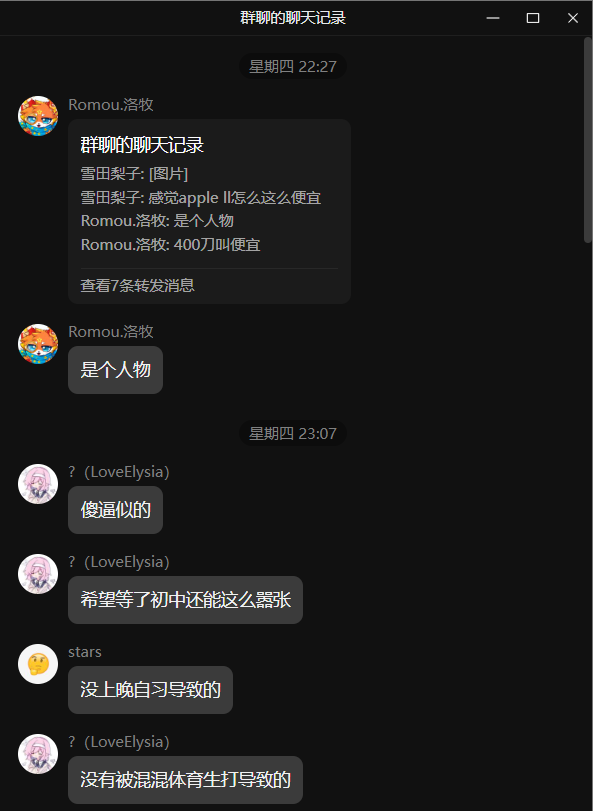 群聊的聊天记录
星期四 22:27
Romou.洛牧
群聊的聊天记录
雪田梨子: [图片]
雪田梨子: 感觉apple ll怎么这么便宜
Romou.洛牧: 是个人物
Romou.洛牧: 400刀叫便宜
查看7条转发消息
Romou.洛牧
是个人物
星期四 23:07
?（LoveElysia）
傻逼似的
?（LoveElysia）
希望等了初中还能这么嚣张
stars
没上晚自习导致的
?（LoveElysia）
没有被混混体育生打导致的